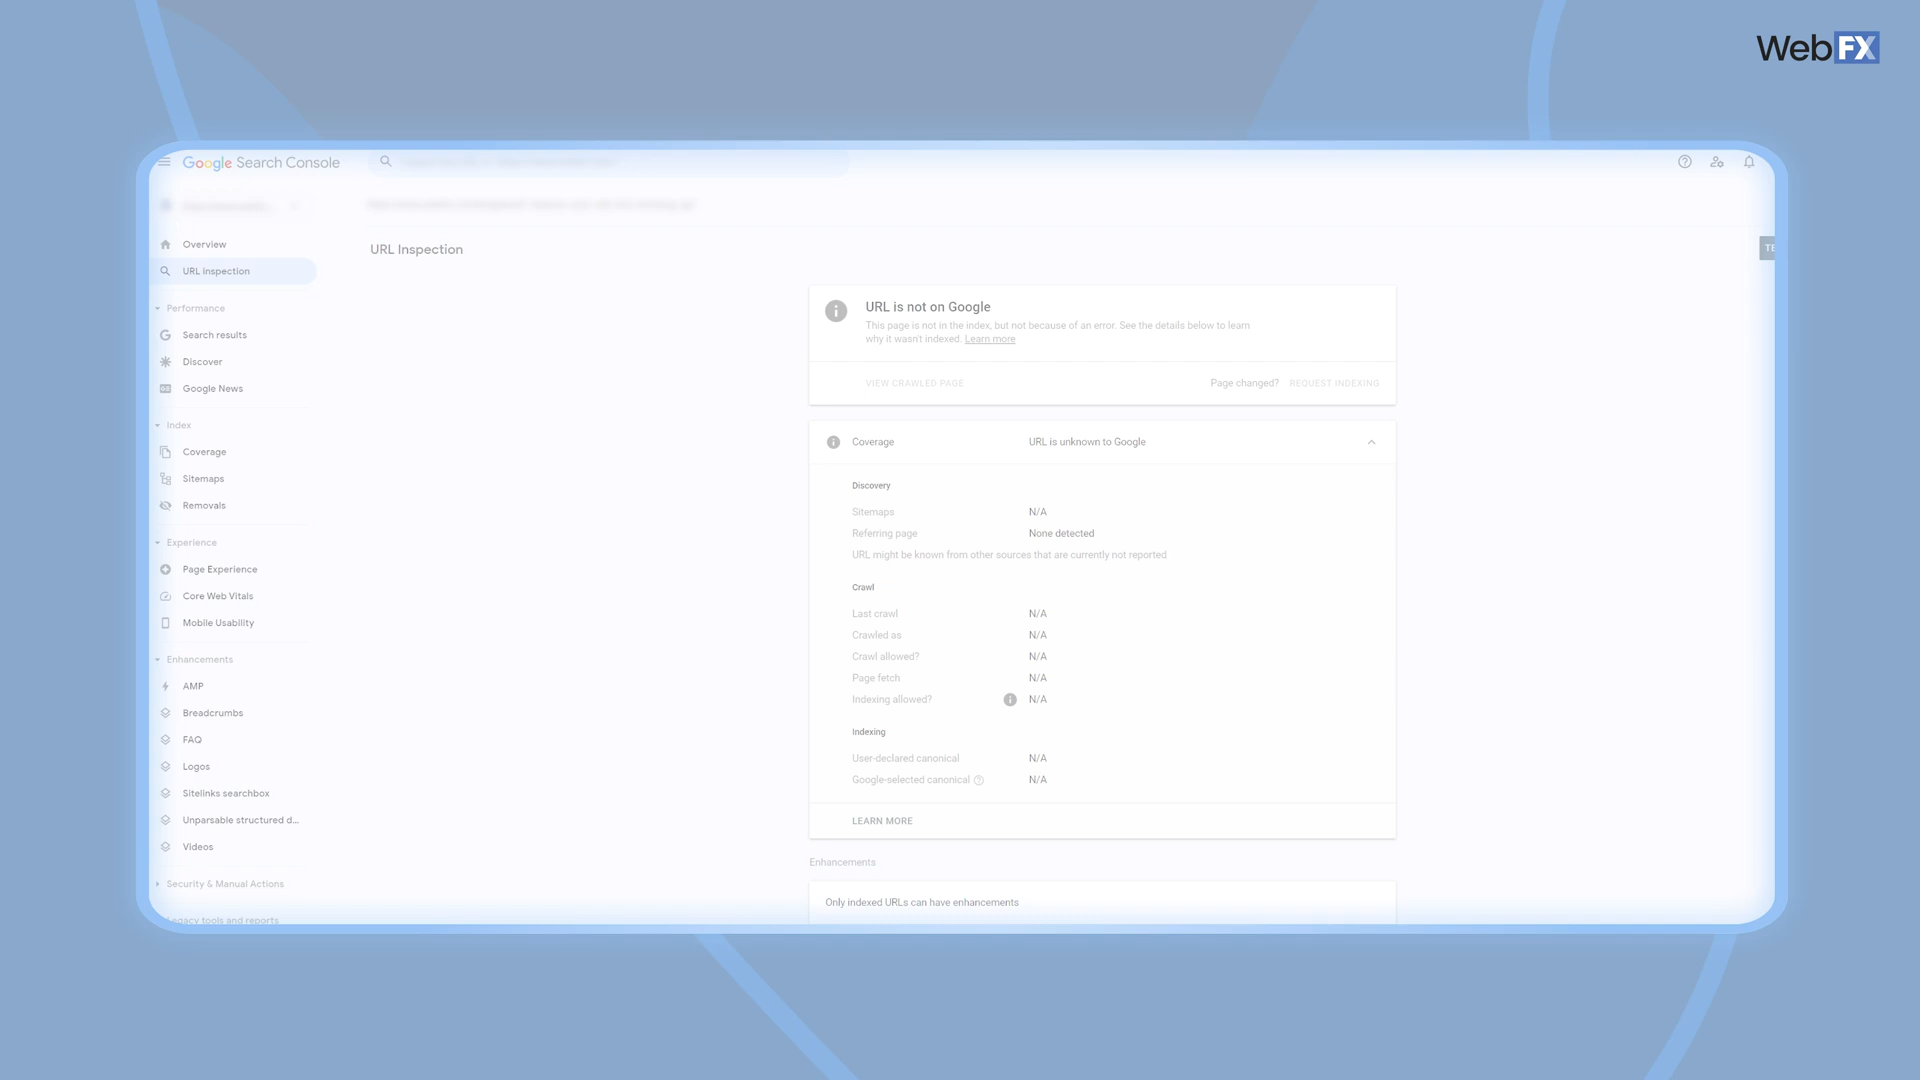 WebFX
Google Search Console
Overview
URL inspection
Performance
Search results
Discover
Google News
Index
Coverage
Sitemaps
Removals
Experience
Page Experience
Core Web Vitals
Mobile Usability
Enhancements
AMP
Breadcrumbs
FAQ
Logos
Sitelinks searchbox
Unparsable structured d...
Videos
Security & Manual Actions
Legacy tools and reports
URL Inspection
TE
URL is not on Google
This page is not in the index, but not because of an error. See the details below to learn
why it wasn't indexed. Learn more
VIEW CRAWLED PAGE Page changed? REQUEST INDEXING
Coverage URL is unknown to Google
Discovery
Sitemaps N/A
Referring page None detected
URL might be known from other sources that are currently not reported
Crawl
Last crawl N/A
Crawled as N/A
Crawl allowed? N/A
Page fetch N/A
Indexing allowed? N/A
Indexing
User-declared canonical N/A
Google-selected canonical N/A
LEARN MORE
Enhancements
Only indexed URLs can have enhancements